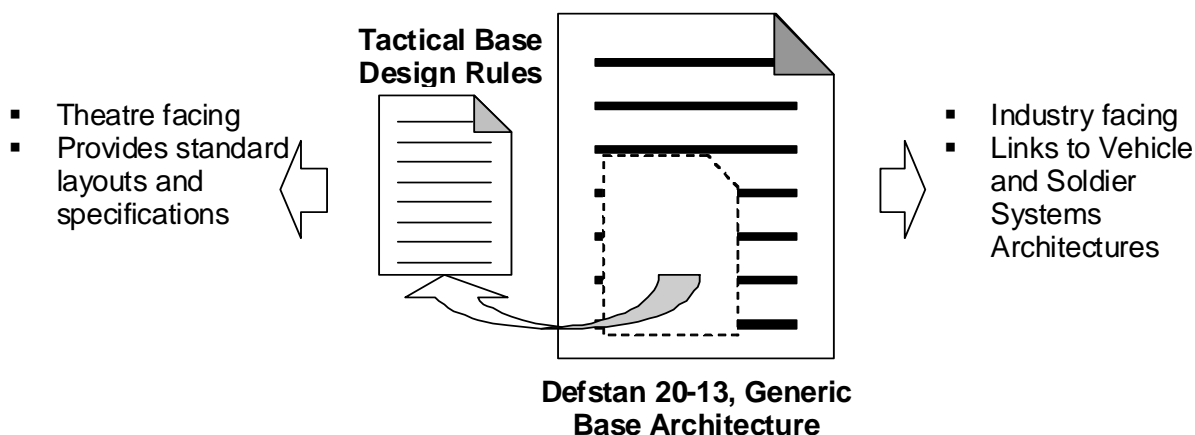 Tactical Base
Design Rules
▪ Theatre facing
▪ Provides standard
layouts and
specifications
▪ Industry facing
▪ Links to Vehicle
and Soldier
Systems
Architectures
Defstan 20-13, Generic
Base Architecture